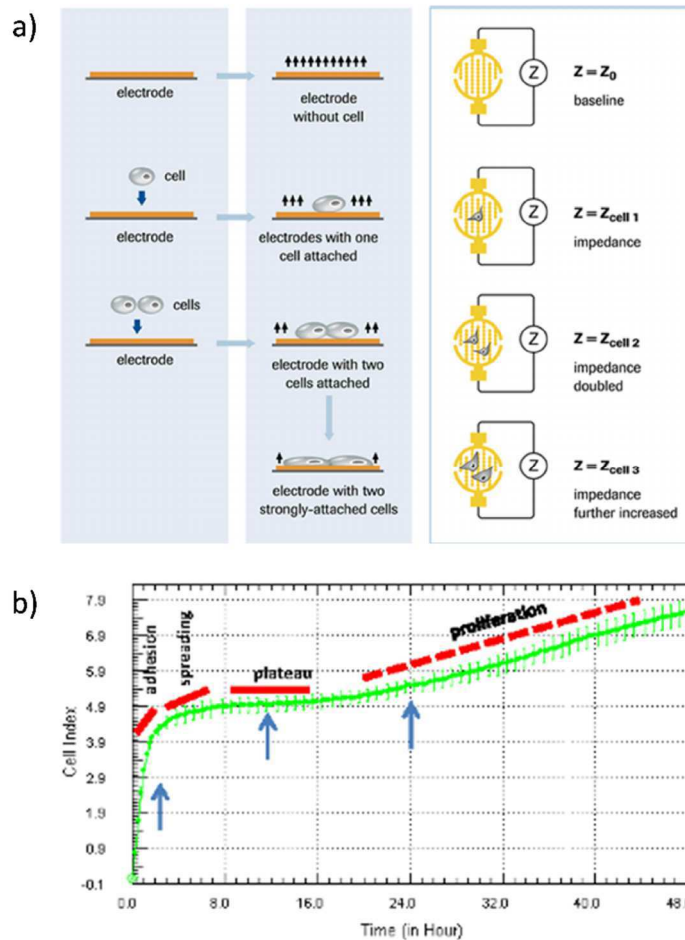 a)
electrode
electrode
without cell
Z = Z0
baseline
cell
electrode
electrodes with one
cell attached
Z
Z = Zcell 1
impedance
cells
electrode
electrode with two
cells attached
Z
Z = Zcell 2
impedance
doubled
electrode with two
strongly-attached cells
Z
Z = Zcell 3
impedance
further increased
Z
b)
7.9
6.9
5.9
4.9
3.9
2.9
1.9
0.9
-0.1
Cell Index
adhasion
spreading
plateau
proliferation
0.0 8.0 16.0 24.0 32.0 40.0 48.
Time (in Hour)